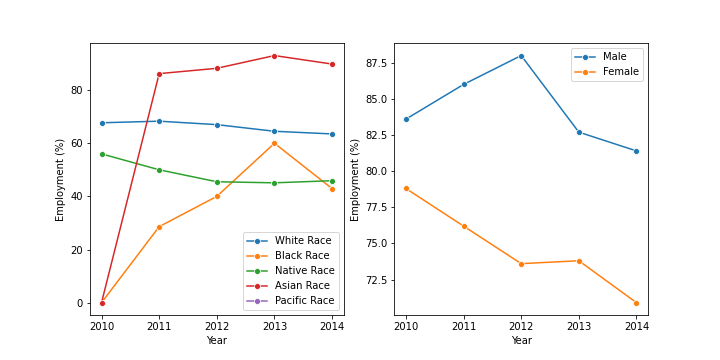 Employment (%)
80
60
40
20
0
2010 2011 2012 2013 2014
Year
White Race
Black Race
Native Race
Asian Race
Pacific Race
Employment (%)
87.5
85.0
82.5
80.0
77.5
75.0
72.5
2010 2011 2012 2013 2014
Year
Male
Female